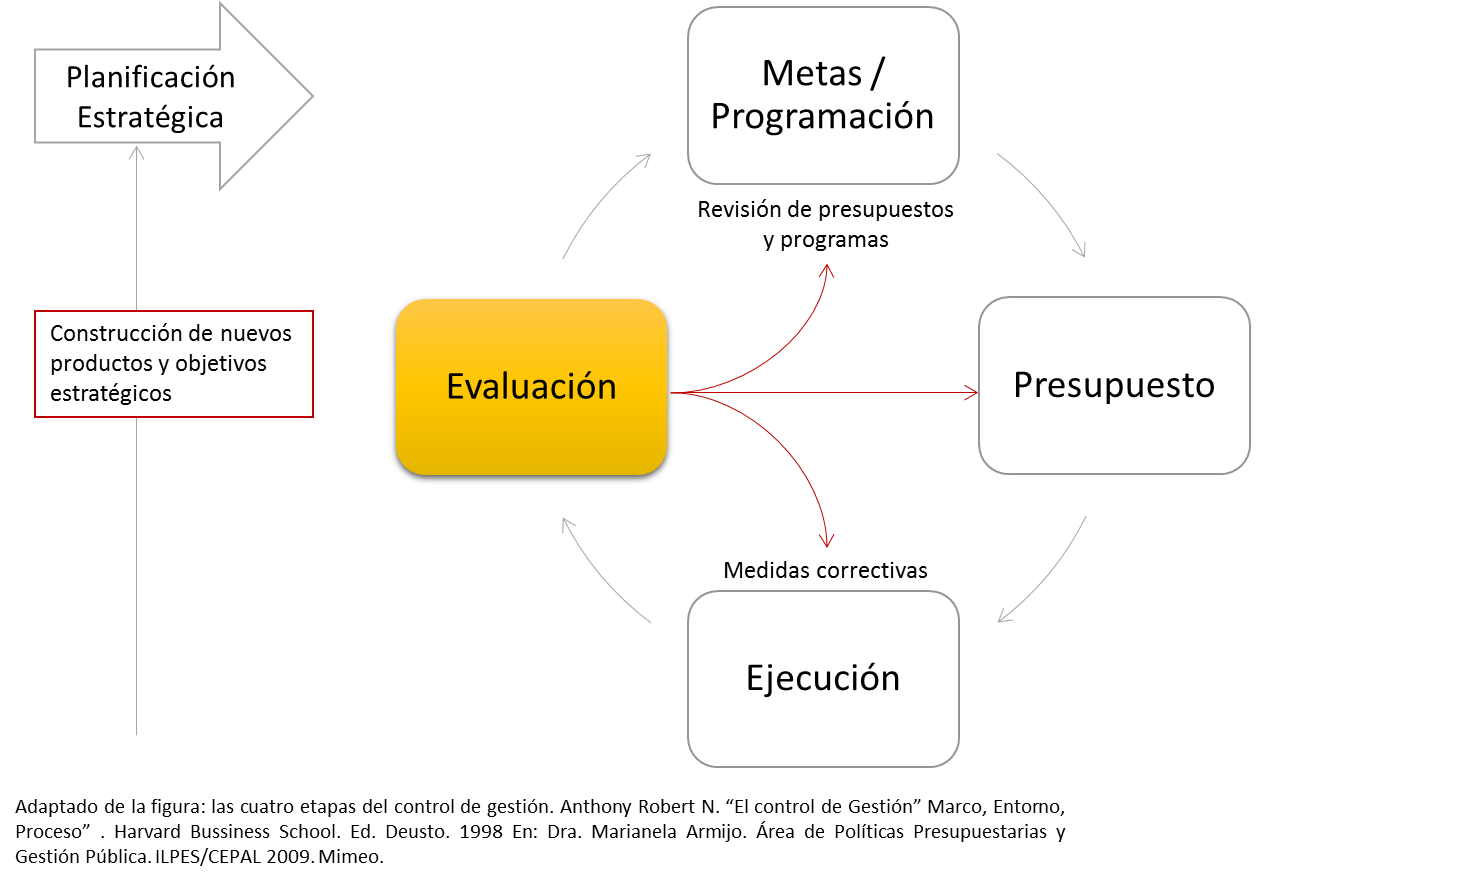 Planificación
Estratégica
Metas /
Programación
Revisión de presupuestos
y programas
Construcción de nuevos
productos y objetivos
estratégicos
Evaluación
Presupuesto
Medidas correctivas
Ejecución
Adaptado de la figura: las cuatro etapas del control de gestión. Anthony Robert N. “El control de Gestión” Marco, Entorno,
Proceso” . Harvard Bussiness School. Ed. Deusto. 1998 En: Dra. Marianela Armijo. Área de Políticas Presupuestarias y
Gestión Pública. ILPES/CEPAL 2009. Mimeo.